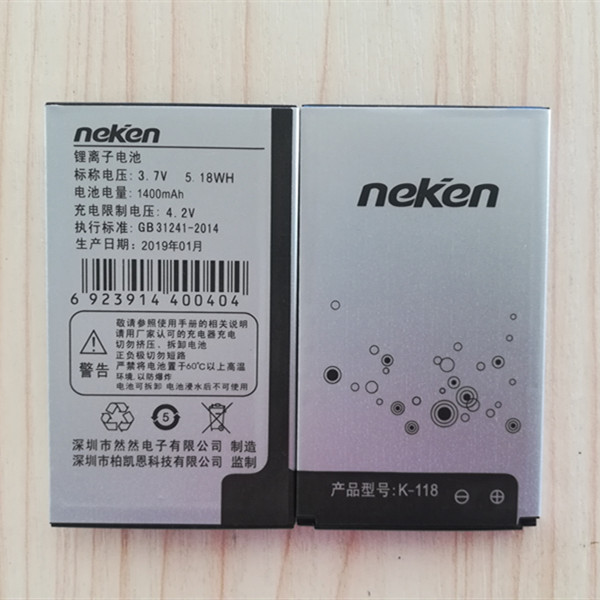 neken
锂离子电池
标称电压: 3.7V 5.18WH
电池电量: 1400mAh
充电限制电压: 4.2V
执行标准: GB31241-2014
生产日期: 2019年01月
6 923914 400404
敬请参照使用手册的相关说明
请用厂家认可的充电器充电
切勿挤压，拆卸电池
正负极切勿短路
严禁将电池置于60℃以上高温
环境,以防爆炸
电池可拆卸 电池浸水后不可使用
警告
5
深圳市然然电子有限公司 制造
深圳市柏凯恩科技有限公司 监制
neken
产品型号: K-118